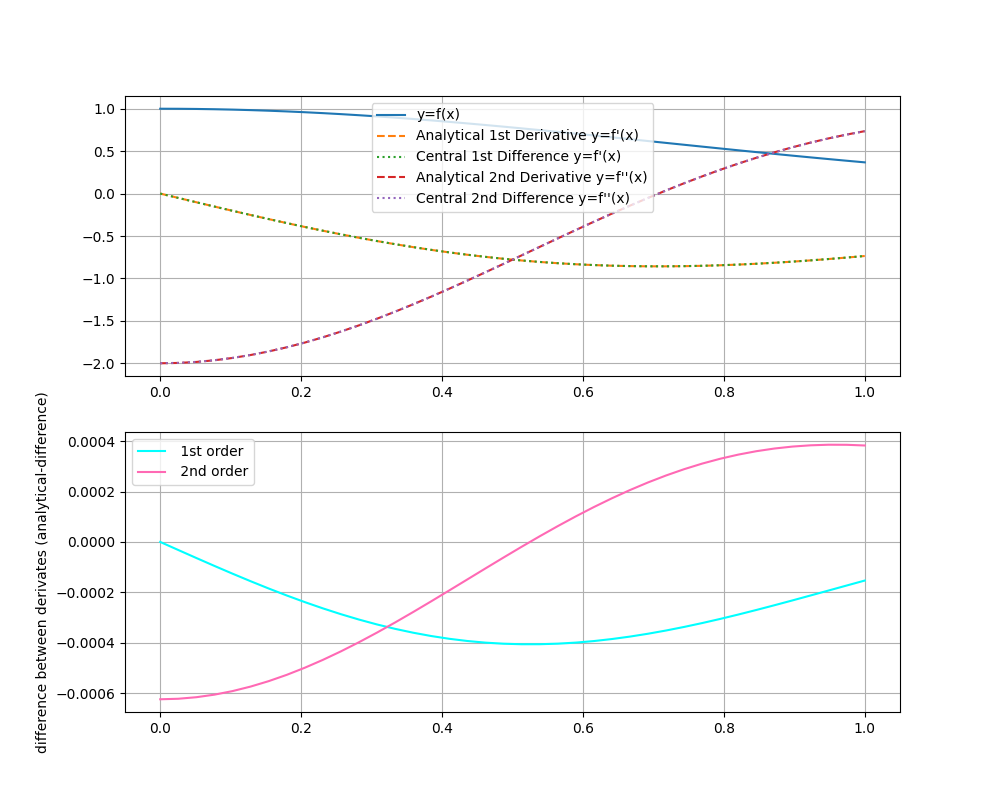 1.0
0.5
0.0
−0.5
−1.0
−1.5
−2.0
y=f(x)
Analytical 1st Derivative y=f'(x)
Central 1st Difference y=f'(x)
Analytical 2nd Derivative y=f''(x)
Central 2nd Difference y=f''(x)
0.0 0.2 0.4 0.6 0.8 1.0
difference between derivates (analytical-difference)
0.0004
0.0002
0.0000
−0.0002
−0.0004
−0.0006
1st order
2nd order
0.0 0.2 0.4 0.6 0.8 1.0